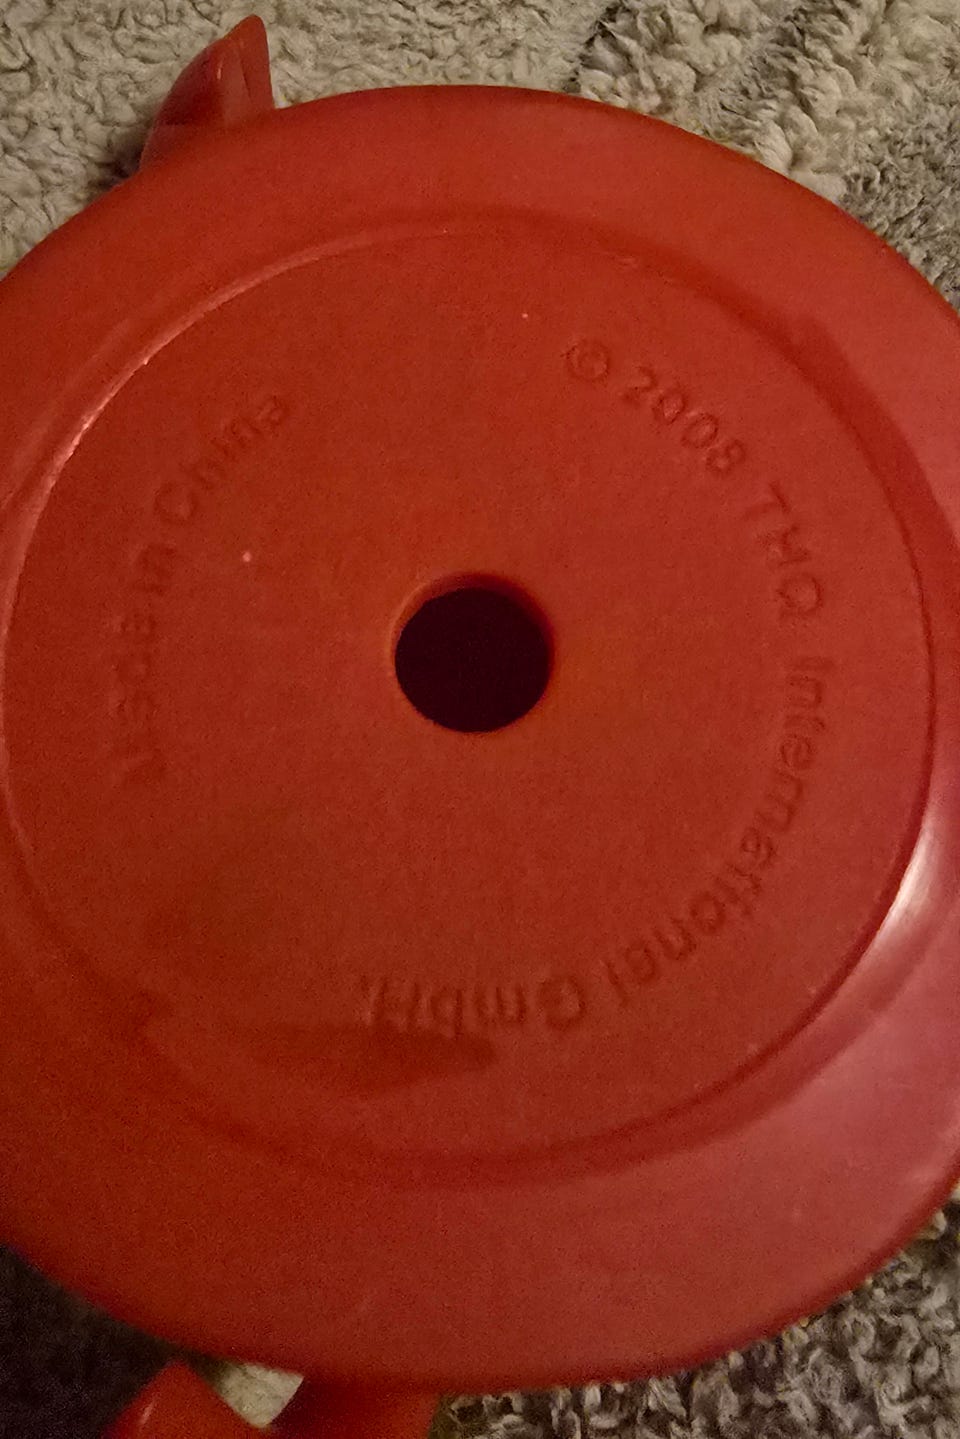 © 2008 THQ International GmbH
Made in China